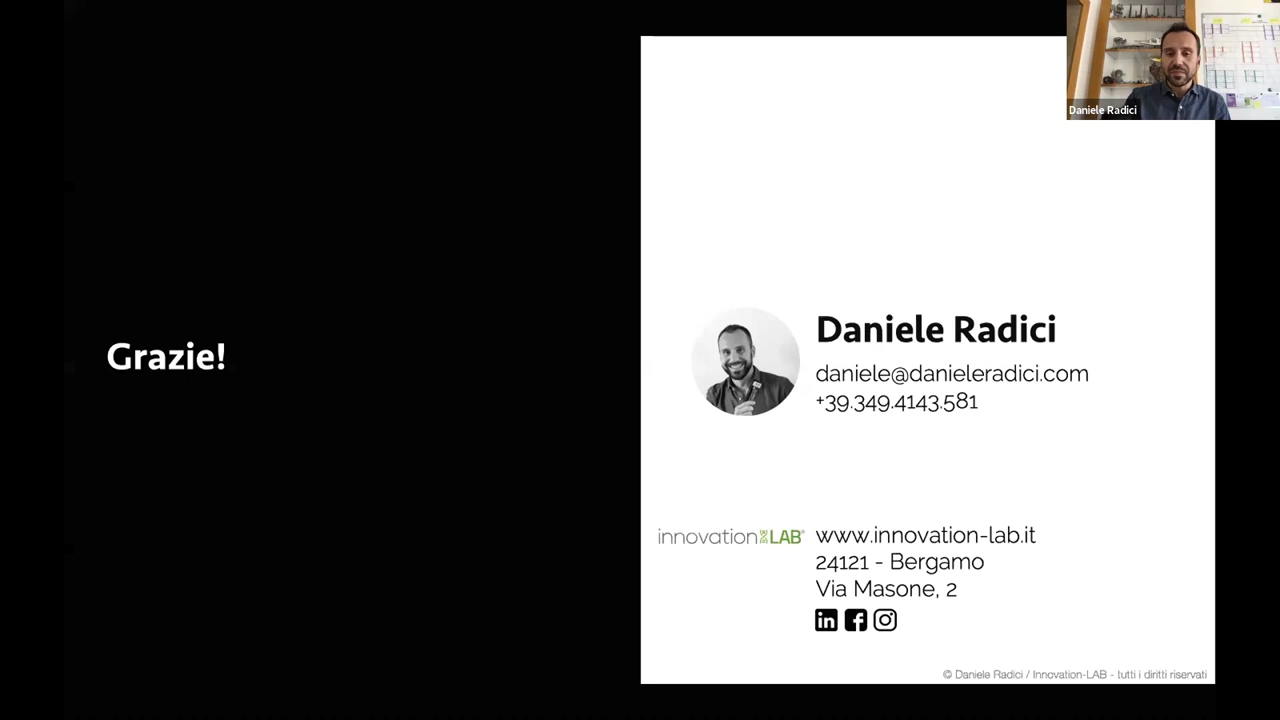 Daniele Radici
Grazie!
Daniele Radici
daniele@danieleradici.com
+39.349.4143.581
innovation LAB®
www.innovation-lab.it
24121 - Bergamo
Via Masone, 2
© Daniele Radici / Innovation-LAB - tutti i diritti riservati